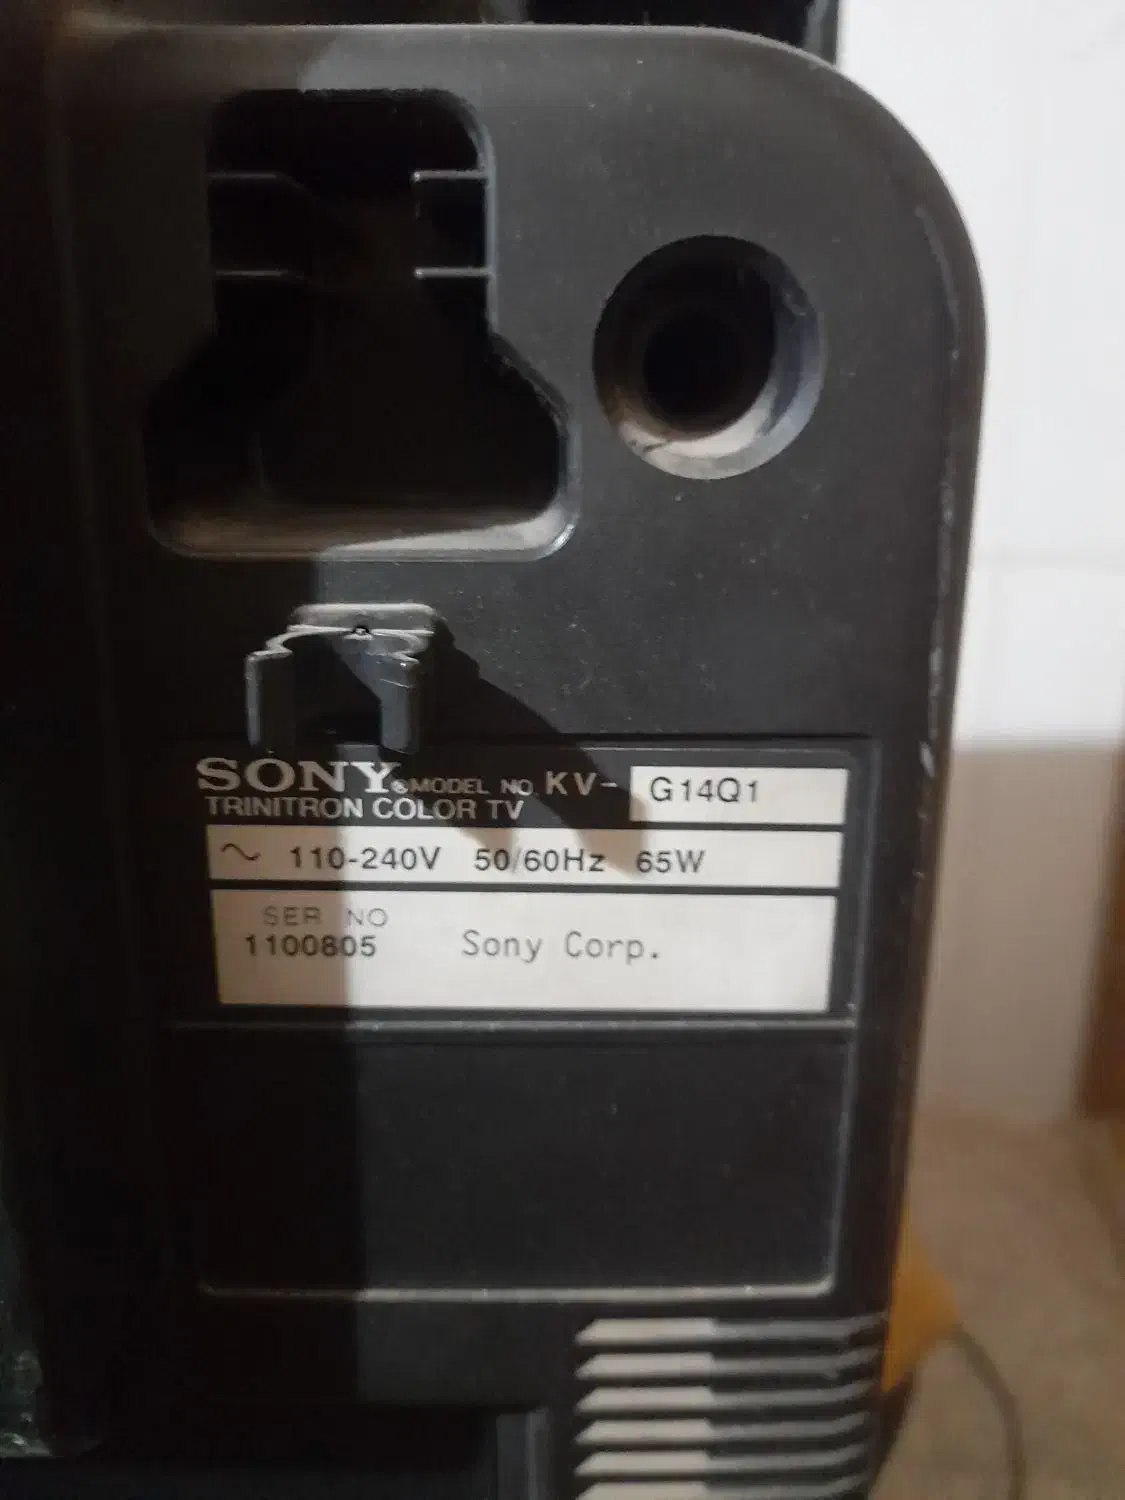 SONY® MODEL NO. KV- G14Q1
TRINITRON COLOR TV
~ 110-240V 50/60Hz 65W
SER NO
1100805 Sony Corp.